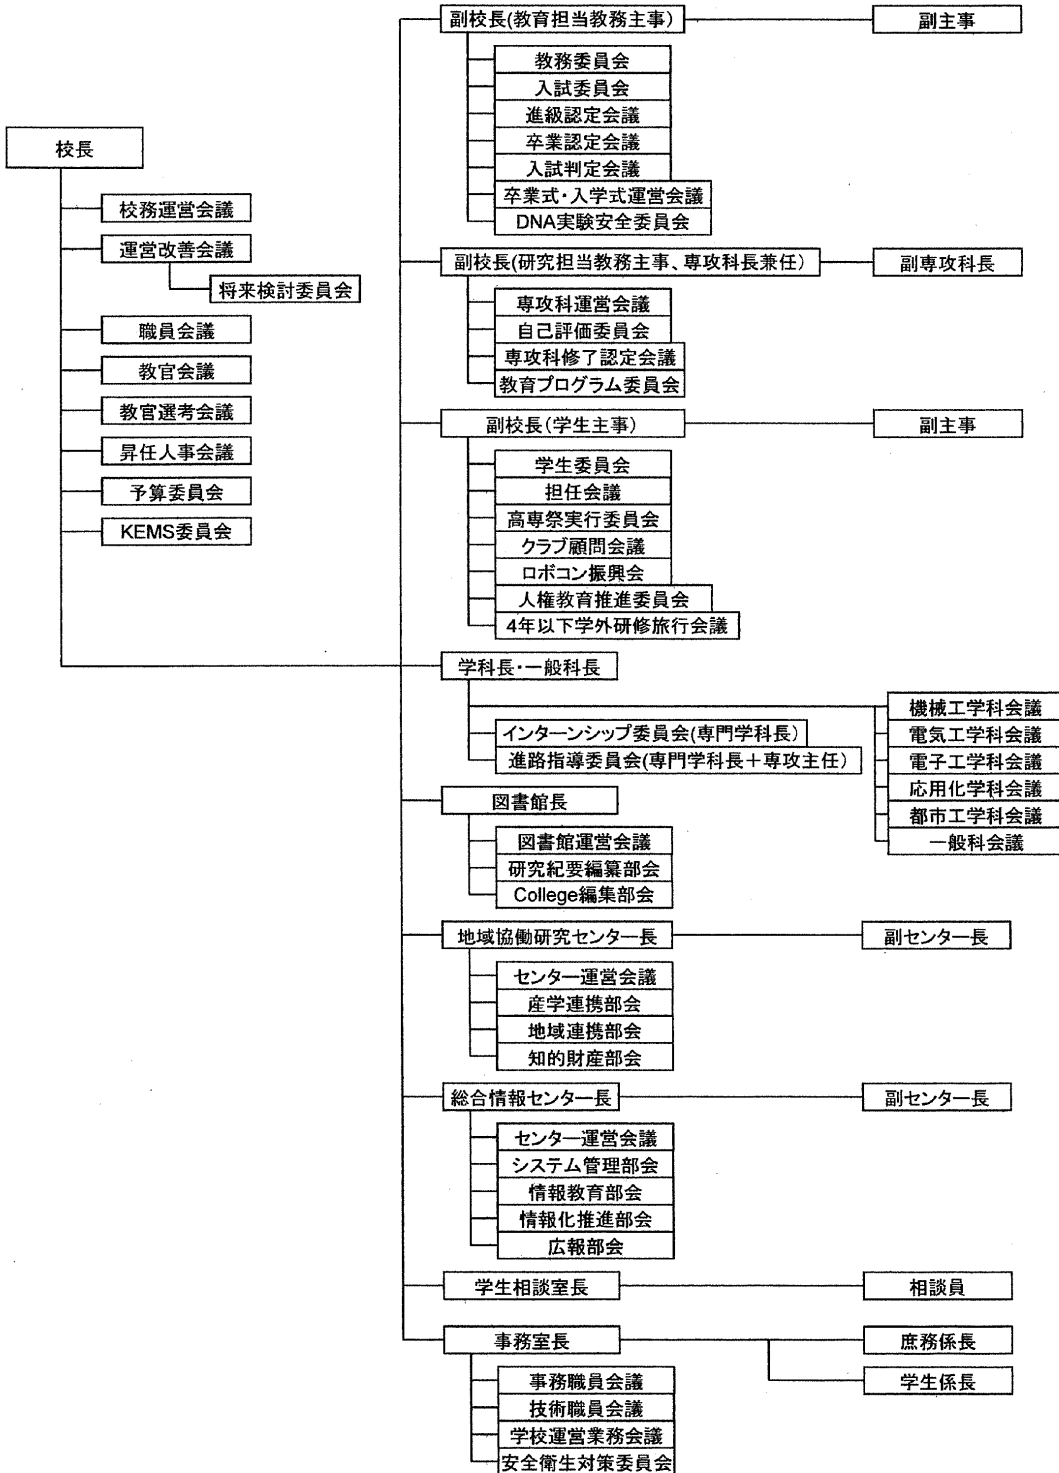 校長
校務運営会議
運営改善会議
将来検討委員会
職員会議
教官会議
教官選考会議
昇任人事会議
予算委員会
KEMS委員会
副校長(教育担当教務主事) 副主事
教務委員会
入試委員会
進級認定会議
卒業認定会議
入試判定会議
卒業式・入学式運営会議
DNA実験安全委員会
副校長(研究担当教務主事、専攻科長兼任) 副専攻科長
専攻科運営会議
自己評価委員会
専攻科修了認定会議
教育プログラム委員会
副校長(学生主事) 副主事
学生委員会
担任会議
高専祭実行委員会
クラブ顧問会議
ロボコン振興会
人権教育推進委員会
4年以下学外研修旅行会議
学科長・一般科長
機械工学科会議
電気工学科会議
電子工学科会議
応用化学科会議
都市工学科会議
一般科会議
インターンシップ委員会(専門学科長)
進路指導委員会(専門学科長+専攻主任)
図書館長
図書館運営会議
研究紀要編纂部会
College編集部会
地域協働研究センター長 副センター長
センター運営会議
産学連携部会
地域連携部会
知的財産部会
総合情報センター長 副センター長
センター運営会議
システム管理部会
情報教育部会
情報化推進部会
広報部会
学生相談室長 相談員
事務室長 庶務係長
学生係長
事務職員会議
技術職員会議
学校運営業務会議
安全衛生対策委員会